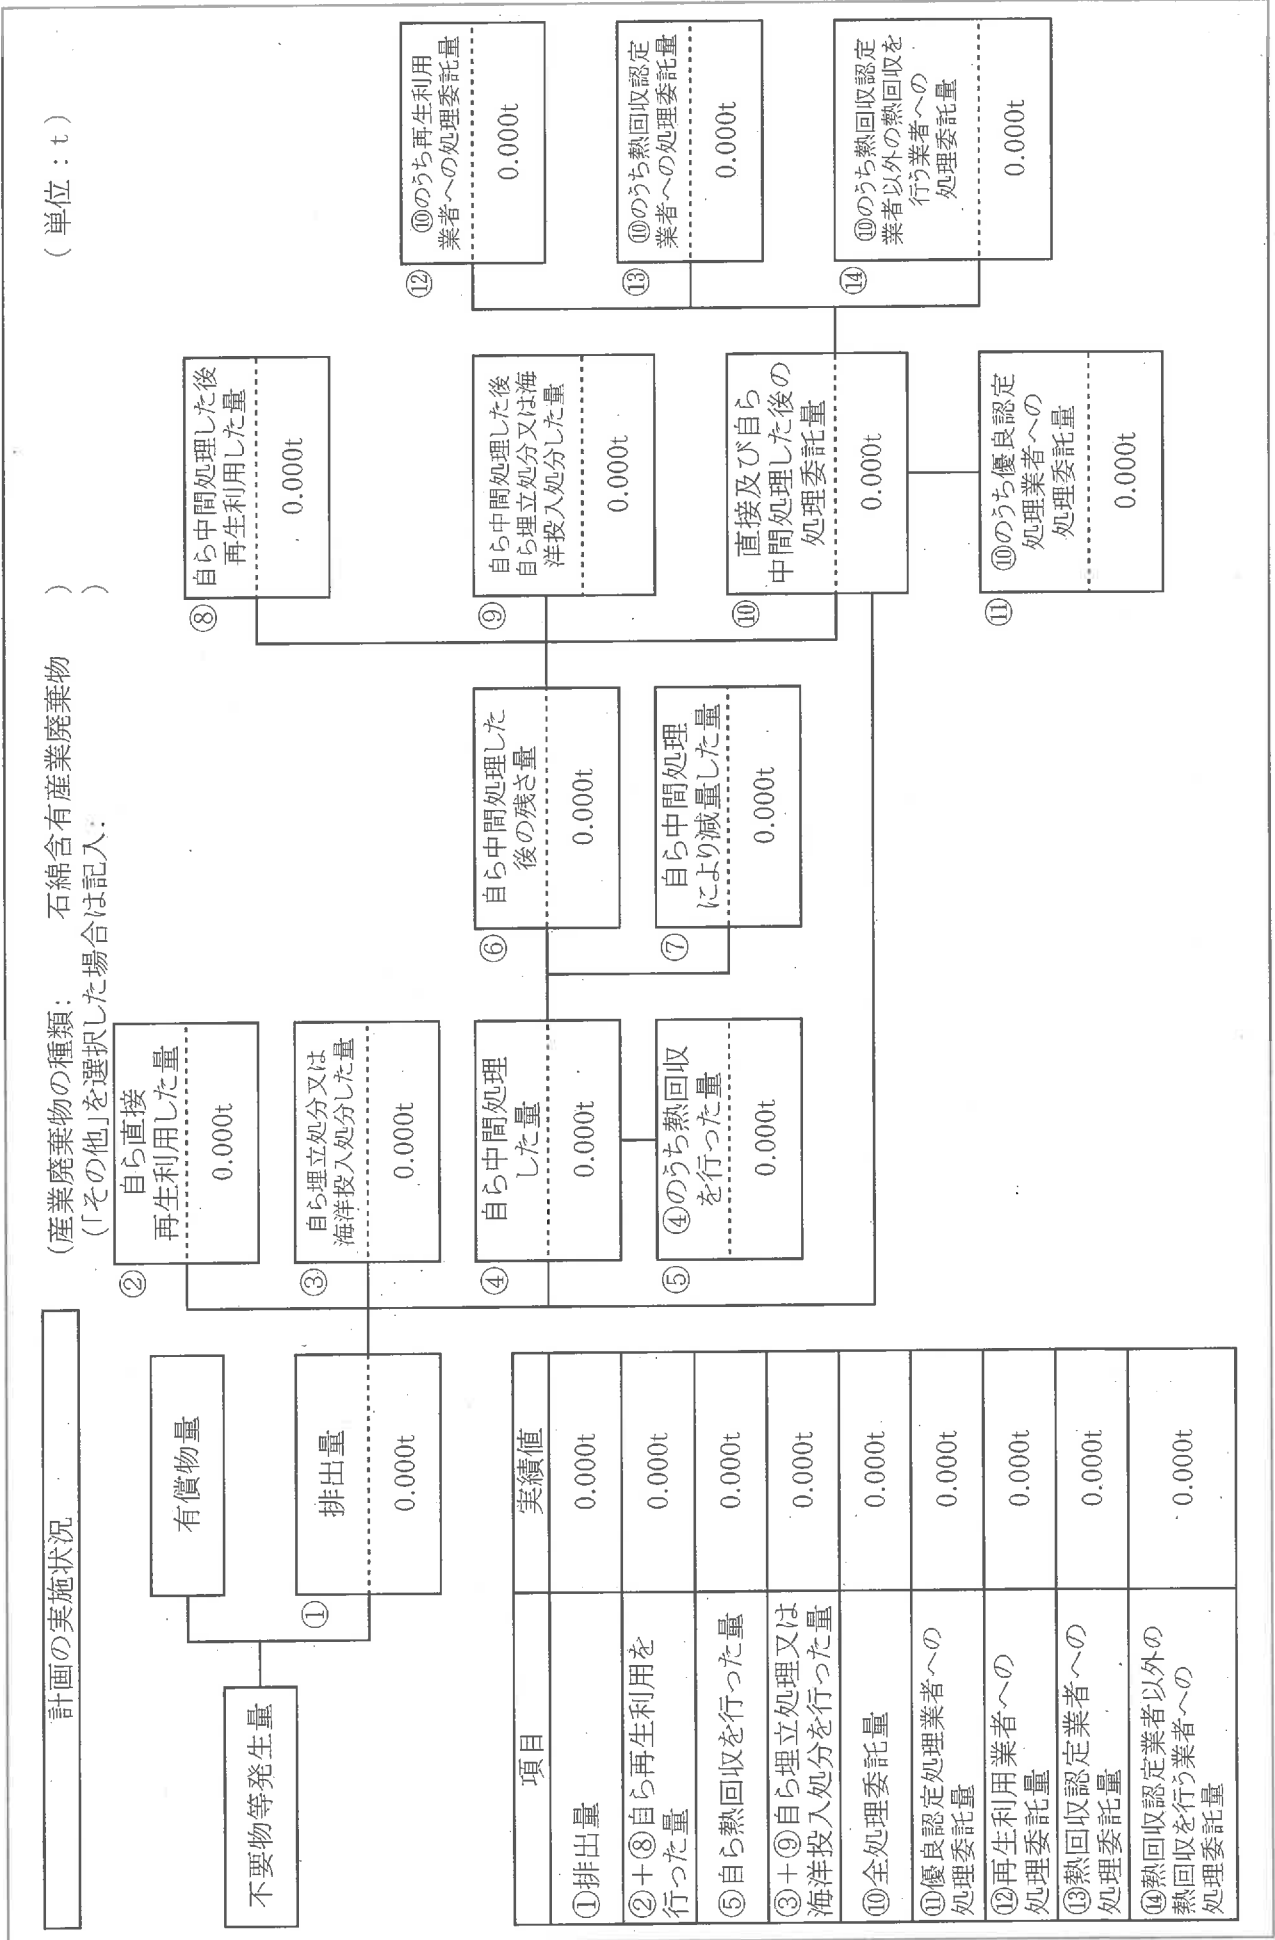 計画の実施状況
（産業廃棄物の種類： 石綿含有産業廃棄物 ）
（「その他」を選択した場合は記入： ）
（単位：t）
不要物等発生量
有償物量
①
排出量
0.000t
②
自ら直接
再生利用した量
0.000t
③
自ら埋立処分又は
海洋投入処分した量
0.000t
④
自ら中間処理
した量
0.000t
⑤
④のうち熱回収
を行った量
0.000t
⑥
自ら中間処理した
後の残さ量
0.000t
⑦
自ら中間処理
により減量した量
0.000t
⑧
自ら中間処理した後
再生利用した量
0.000t
⑨
自ら中間処理した後
自ら埋立処分又は海
洋投入処分した量
0.000t
⑩
直接及び自ら
中間処理した後の
処理委託量
0.000t
⑪
⑩のうち優良認定
処理業者への
処理委託量
0.000t
⑫
⑩のうち再生利用
業者への処理委託量
0.000t
⑬
⑩のうち熱回収認定
業者への処理委託量
0.000t
⑭
⑩のうち熱回収認定
業者以外の熱回収を
行う業者への
処理委託量
0.000t
項目 実績値
①排出量 0.000t
②＋⑧自ら再生利用を
行った量 0.000t
⑤自ら熱回収を行った量 0.000t
③＋⑨自ら埋立処理又は
海洋投入処分を行った量 0.000t
⑩全処理委託量 0.000t
⑪優良認定処理業者への
処理委託量 0.000t
⑫再生利用業者への
処理委託量 0.000t
⑬熱回収認定業者への
処理委託量 0.000t
⑭熱回収認定業者以外の
熱回収を行う業者への
処理委託量 0.000t